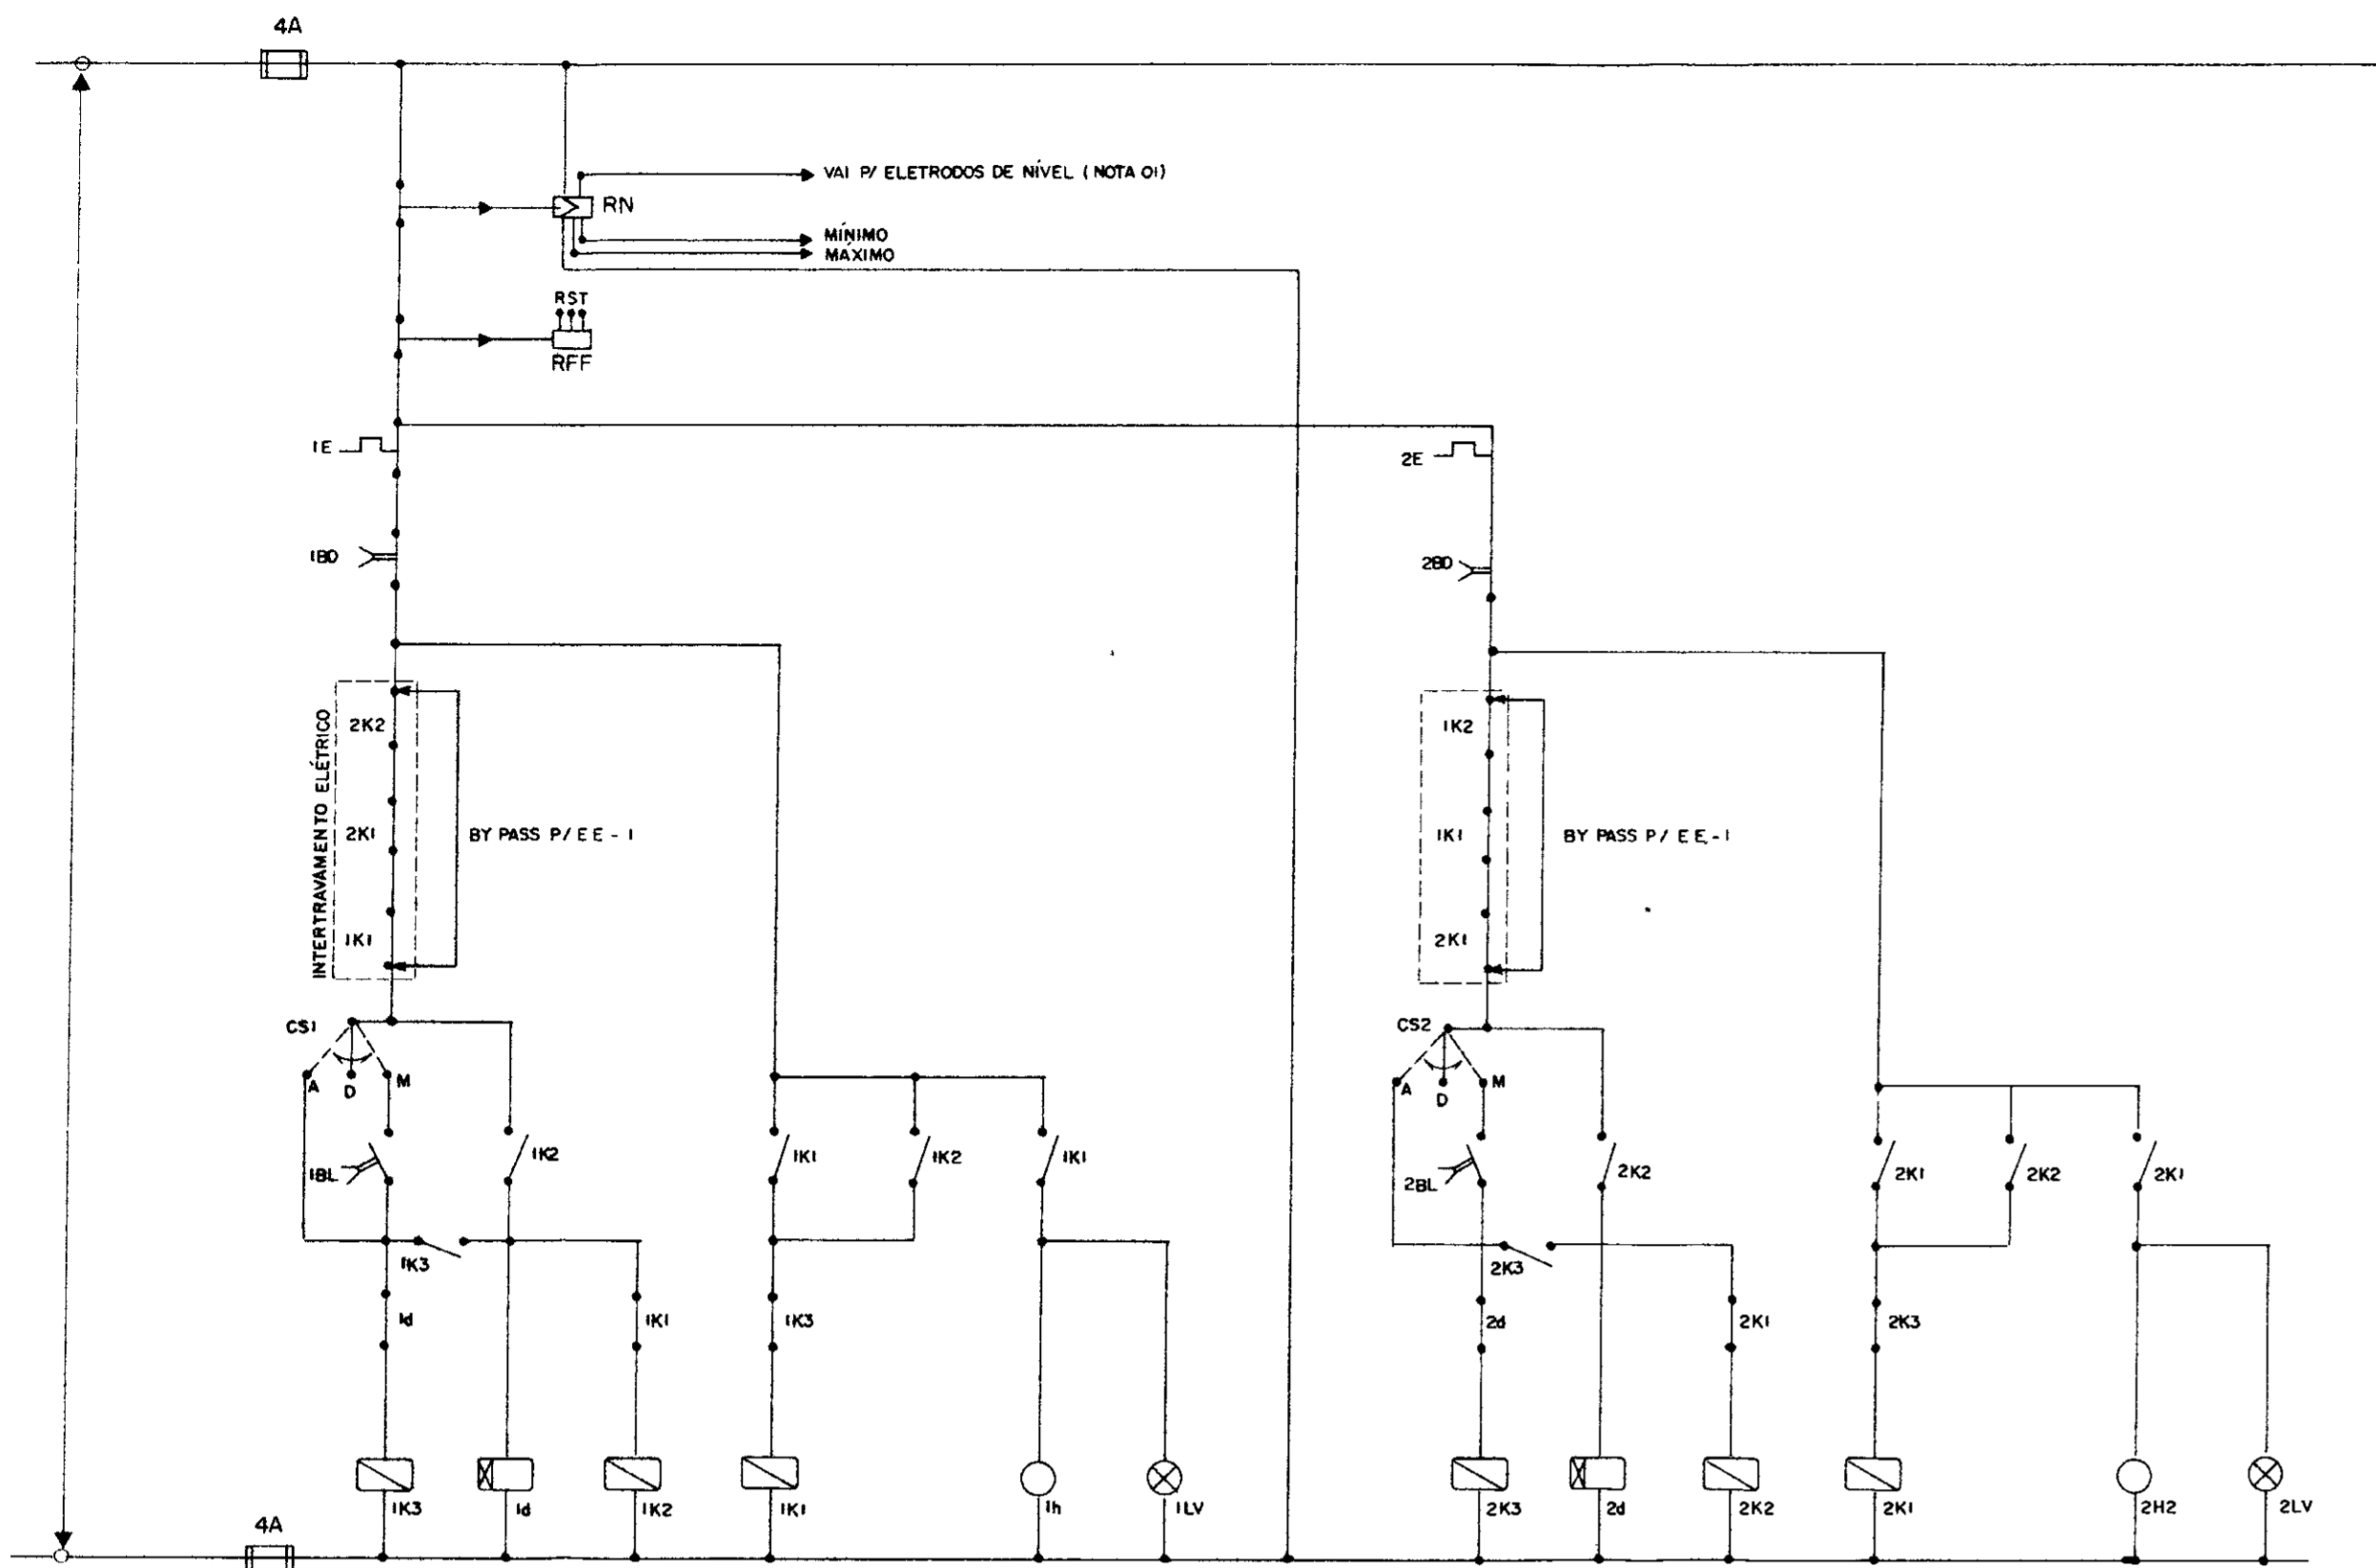 4A
VAI P/ ELETRODOS DE NÍVEL ( NOTA 01)
RN
MÍNIMO
MÁXIMO
RST
RFF
1E
2E
1BD
2BD
INTERTRAVAMENTO ELÉTRICO
2K2
2K1
1K1
BY PASS P/ E E - 1
1K2
1K1
2K1
BY PASS P/ E E - 1
CS1
A
D
M
CS2
A
D
M
1BL
1K2
1K1
1K2
1K1
2BL
2K2
2K1
2K2
2K1
1K3
2K3
1d
1K1
1K3
2d
2K1
2K3
1K3
1d
1K2
1K1
1h
1LV
2K3
2d
2K2
2K1
2H2
2LV
4A